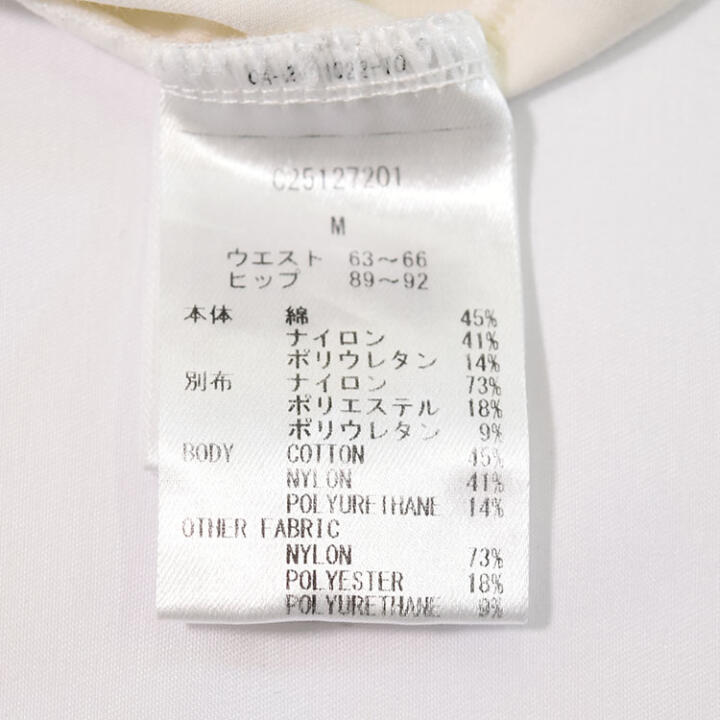 C25127201
M
ウエスト 63～66
ヒップ 89～92
本体 綿 45%
ナイロン 41%
ポリウレタン 14%
別布 ナイロン 73%
ポリエステル 18%
ポリウレタン 9%
BODY COTTON 45%
NYLON 41%
POLYURETHANE 14%
OTHER FABRIC
NYLON 73%
POLYESTER 18%
POLYURETHANE 9%